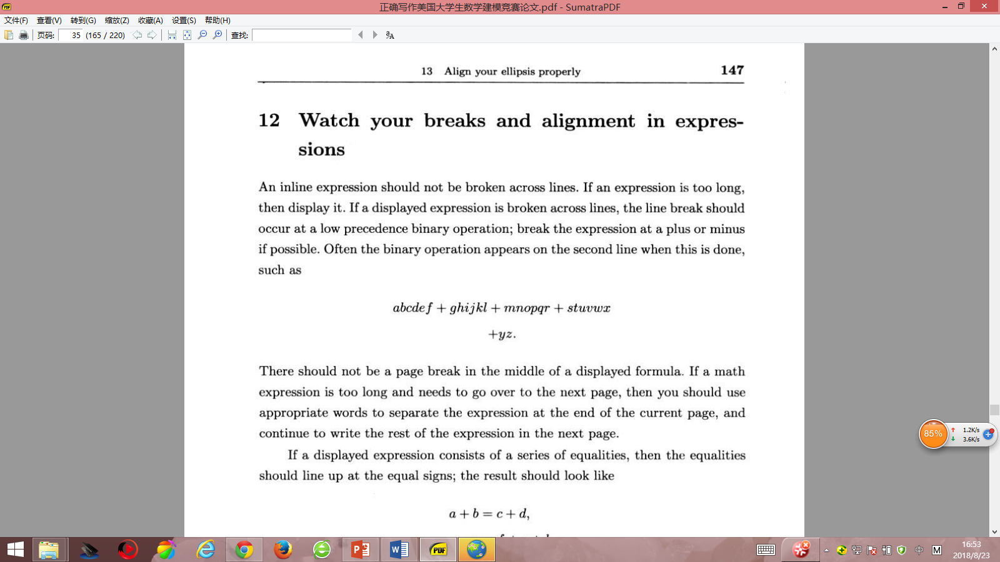 正确写作美国大学生数学建模竞赛论文.pdf - SumatraPDF
文件(F) 查看(V) 转到(G) 缩放(Z) 收藏(A) 设置(S) 帮助(H)
页码: 35 (165 / 220) 查找:
13 Align your ellipsis properly 147
12 Watch your breaks and alignment in expres-
sions
An inline expression should not be broken across lines. If an expression is too long,
then display it. If a displayed expression is broken across lines, the line break should
occur at a low precedence binary operation; break the expression at a plus or minus
if possible. Often the binary operation appears on the second line when this is done,
such as
abcdef + ghijkl + mnopqr + stuvwx
+yz.
There should not be a page break in the middle of a displayed formula. If a math
expression is too long and needs to go over to the next page, then you should use
appropriate words to separate the expression at the end of the current page, and
continue to write the rest of the expression in the next page.
If a displayed expression consists of a series of equalities, then the equalities
should line up at the equal signs; the result should look like
a + b = c + d,
85%
1.2K/s
3.6K/s
PDF
中
M
16:53
2018/8/23